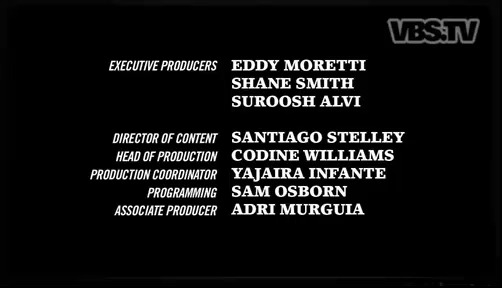 VBS.TV
EXECUTIVE PRODUCERS EDDY MORETTI
SHANE SMITH
SUROOSH ALVI
DIRECTOR OF CONTENT SANTIAGO STELLEY
HEAD OF PRODUCTION CODINE WILLIAMS
PRODUCTION COORDINATOR YAJAIRA INFANTE
PROGRAMMING SAM OSBORN
ASSOCIATE PRODUCER ADRI MURGUIA